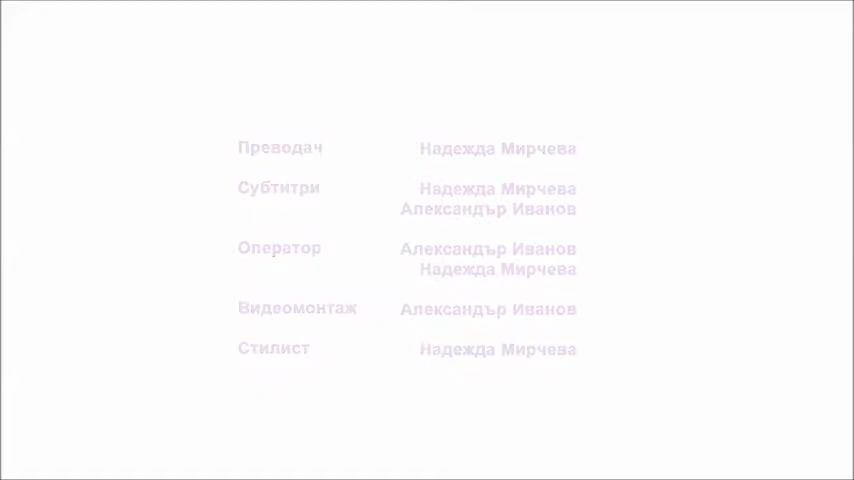 Преводач Надежда Мирчева
Субтитри Надежда Мирчева
Александър Иванов
Оператор Александър Иванов
Надежда Мирчева
Видеомонтаж Александър Иванов
Стилист Надежда Мирчева